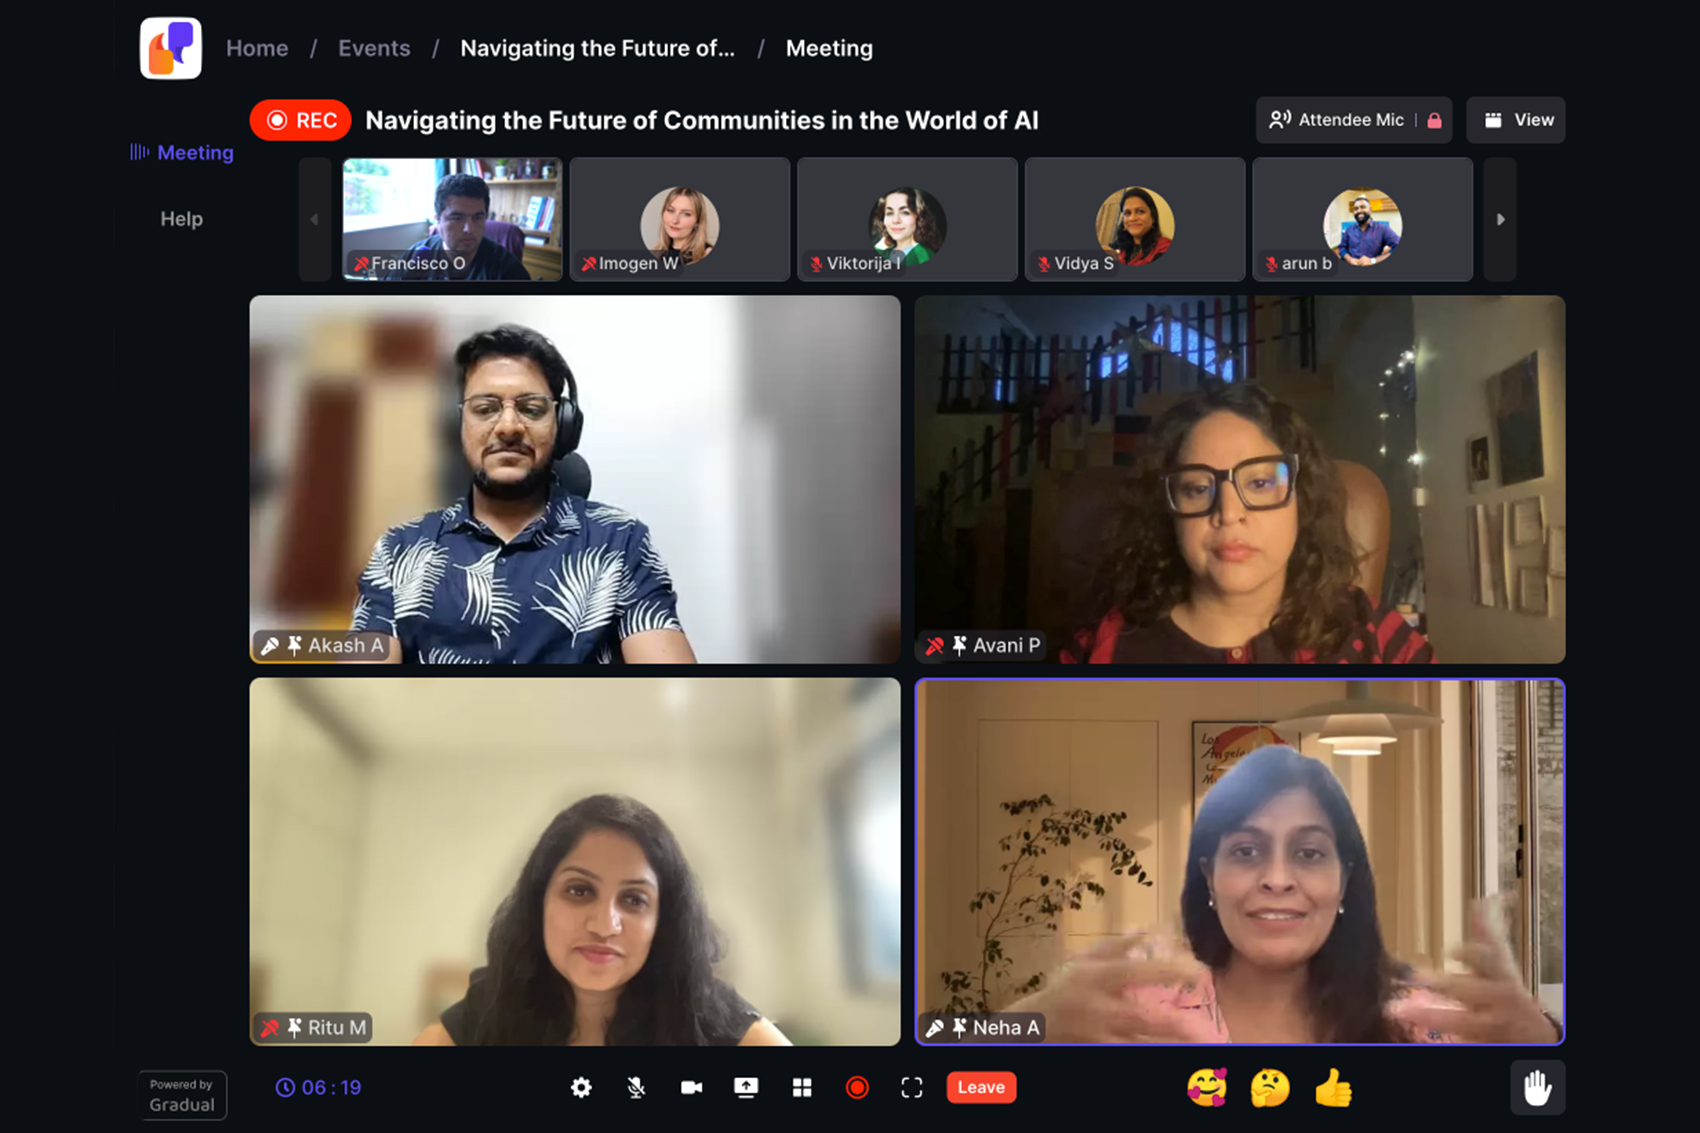 Home / Events / Navigating the Future of... / Meeting
REC Navigating the Future of Communities in the World of AI
Attendee Mic
View
Meeting
Help
Francisco O
Imogen W
Viktorija I
Vidya S
arun b
Akash A
Avani P
Los
Angeles
Ritu M
Neha A
Powered by
Gradual
06 : 19
Leave